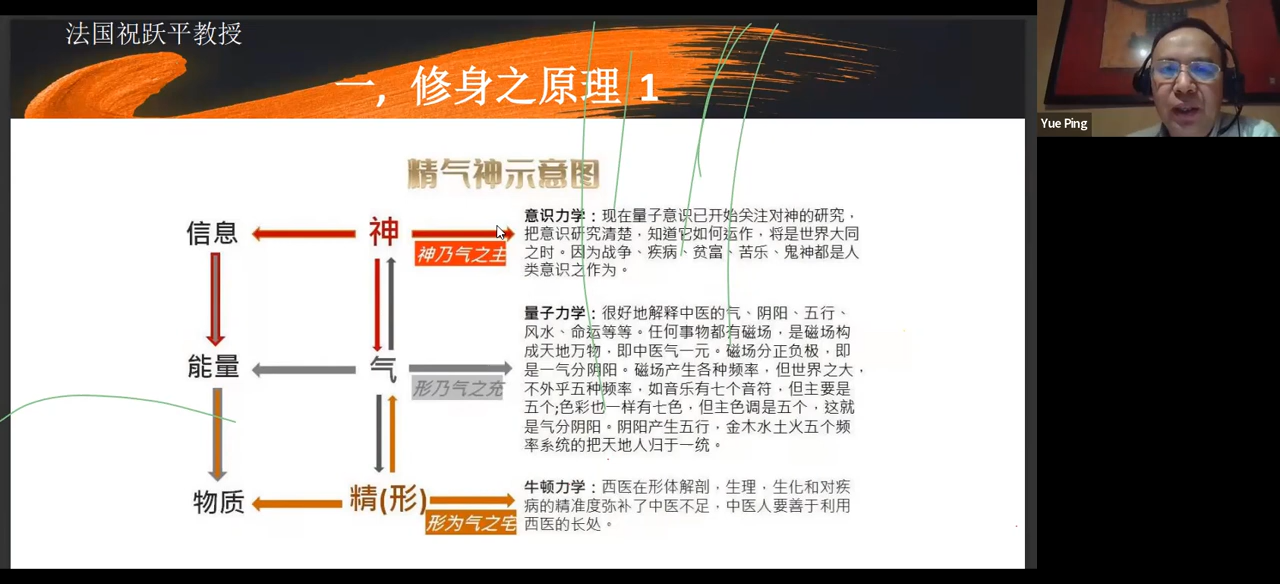 法国祝跃平教授
一, 修身之原理 1
Yue Ping
精气神示意图
信息
神
神乃气之主
意识力学：现在量子意识已开始关注对神的研究，
把意识研究清楚，知道它如何运作，将是世界大同
之时。因为战争、疾病、贫富、苦乐、鬼神都是人
类意识之作为。
能量
气
形乃气之充
量子力学：很好地解释中医的气、阴阳、五行、
风水、命运等等。任何事物都有磁场，是磁场构
成天地万物，即中医气一元。磁场分正负极，即
是一气分阴阳。磁场产生各种频率，但世界之大，
不外乎五种频率，如音乐有七个音符，但主要是
五个;色彩也一样有七色，但主色调是五个，这就
是气分阴阳。阴阳产生五行，金木水土火五个频
率系统的把天地人归于一统。
物质
精(形)
形为气之宅
牛顿力学：西医在形体解剖，生理，生化和对疾
病的精准度弥补了中医不足，中医人要善于利用
西医的长处。